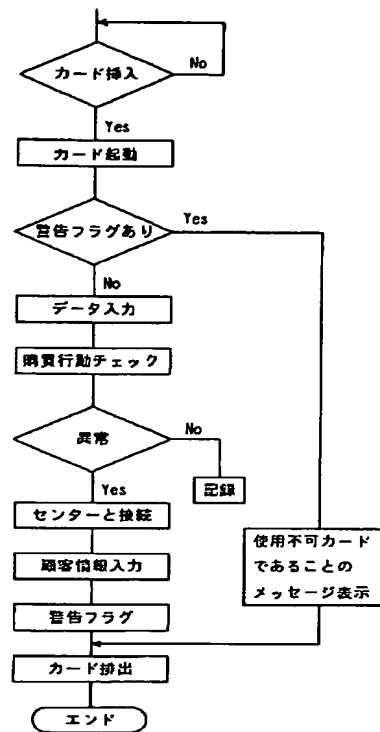 カード挿入
No
Yes
カード起動
警告フラグあり
Yes
No
データ入力
購買行動チェック
異常
No
記録
Yes
センターと接続
顧客情報入力
警告フラグ
使用不可カード
であることの
メッセージ表示
カード排出
エンド